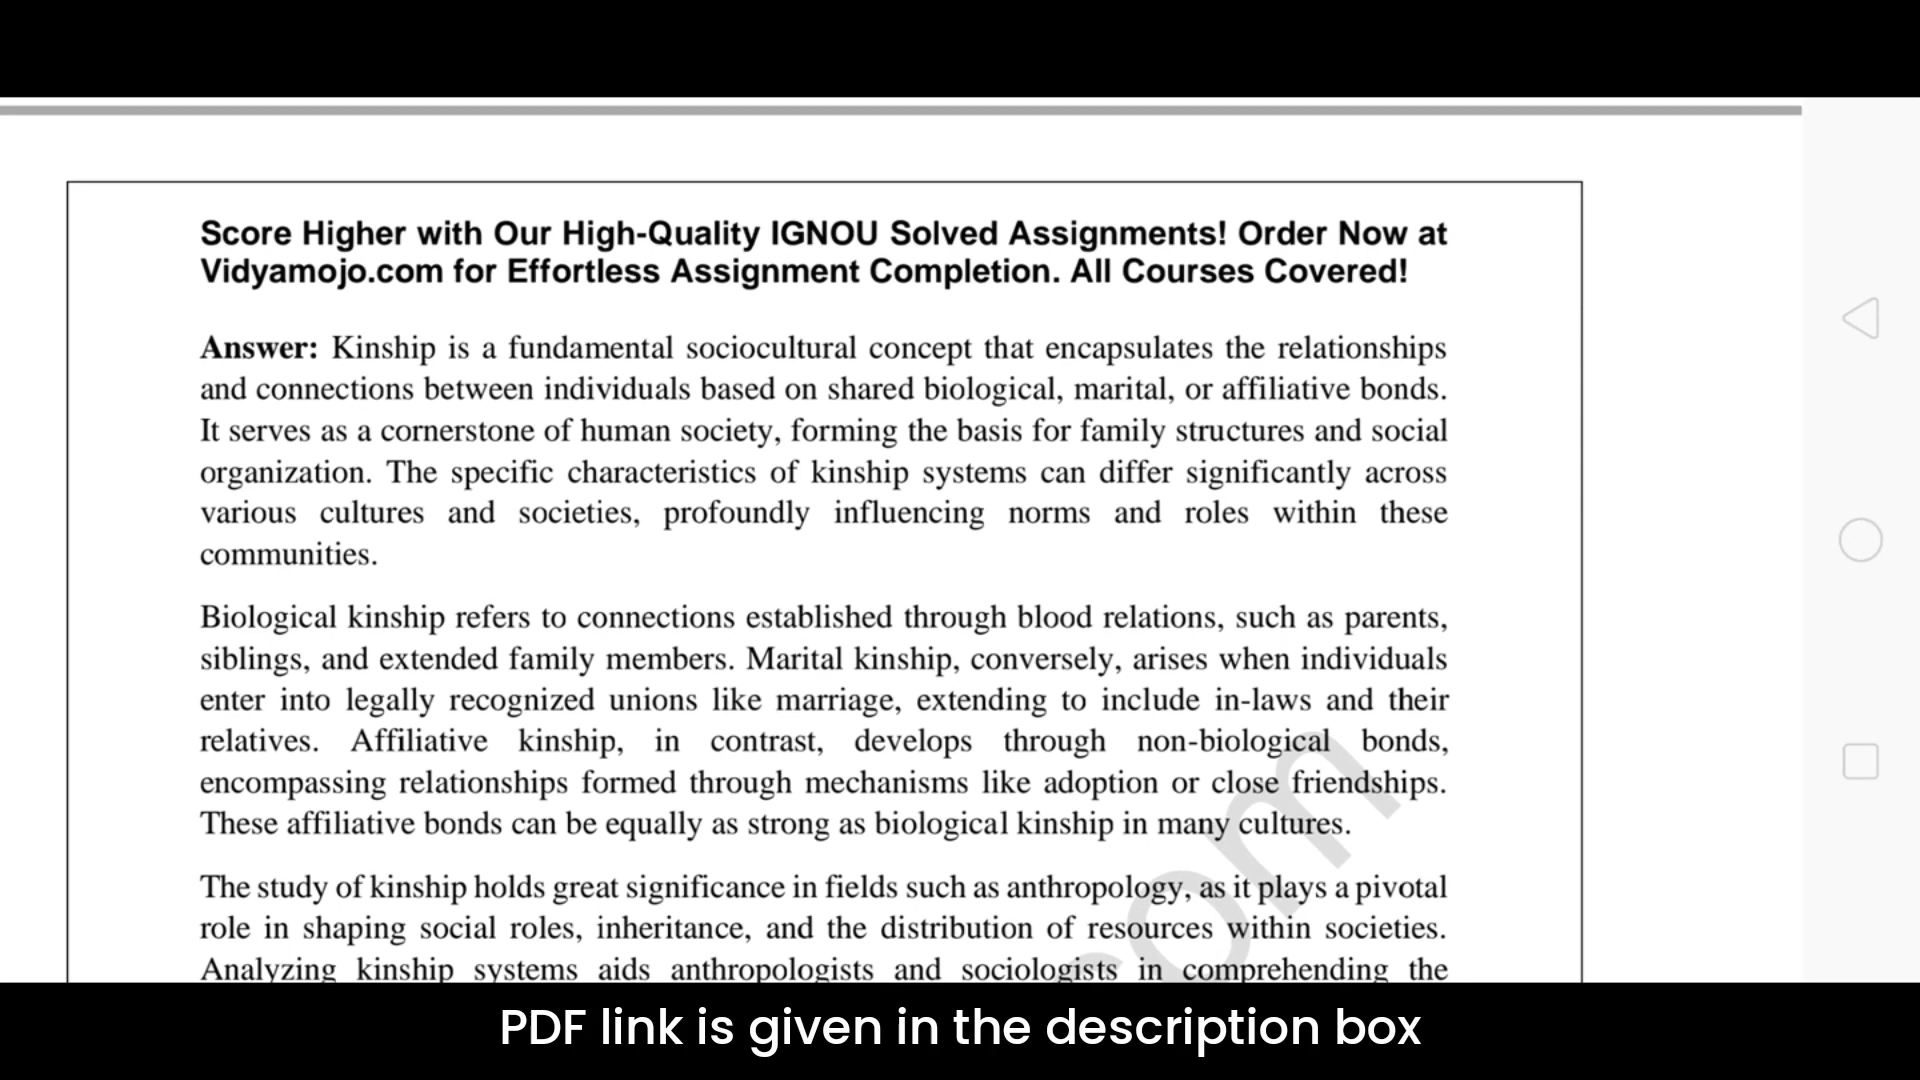 Score Higher with Our High-Quality IGNOU Solved Assignments! Order Now at
Vidyamojo.com for Effortless Assignment Completion. All Courses Covered!
Answer: Kinship is a fundamental sociocultural concept that encapsulates the relationships
and connections between individuals based on shared biological, marital, or affiliative bonds.
It serves as a cornerstone of human society, forming the basis for family structures and social
organization. The specific characteristics of kinship systems can differ significantly across
various cultures and societies, profoundly influencing norms and roles within these
communities.
Biological kinship refers to connections established through blood relations, such as parents,
siblings, and extended family members. Marital kinship, conversely, arises when individuals
enter into legally recognized unions like marriage, extending to include in-laws and their
relatives. Affiliative kinship, in contrast, develops through non-biological bonds,
encompassing relationships formed through mechanisms like adoption or close friendships.
These affiliative bonds can be equally as strong as biological kinship in many cultures.
The study of kinship holds great significance in fields such as anthropology, as it plays a pivotal
role in shaping social roles, inheritance, and the distribution of resources within societies.
Analyzing kinship systems aids anthropologists and sociologists in comprehending the
om
PDF link is given in the description box